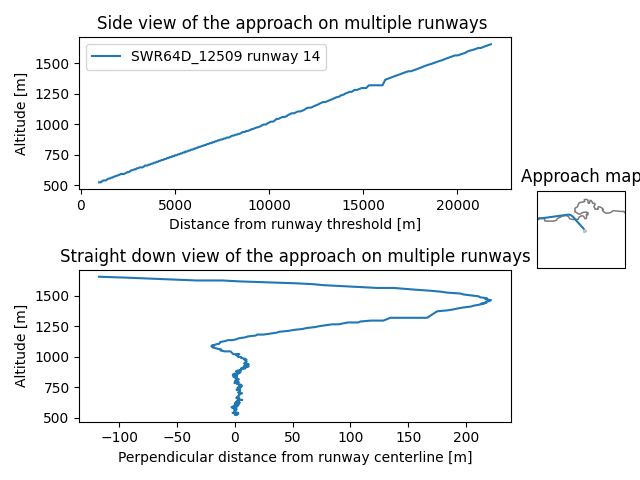 Side view of the approach on multiple runways
1500
1250
1000
750
500
Altitude [m]
SWR64D_12509 runway 14
0
5000
10000
15000
20000
Distance from runway threshold [m]
Approach map
Straight down view of the approach on multiple runways
1500
1250
1000
750
500
Altitude [m]
−100
−50
0
50
100
150
200
Perpendicular distance from runway centerline [m]